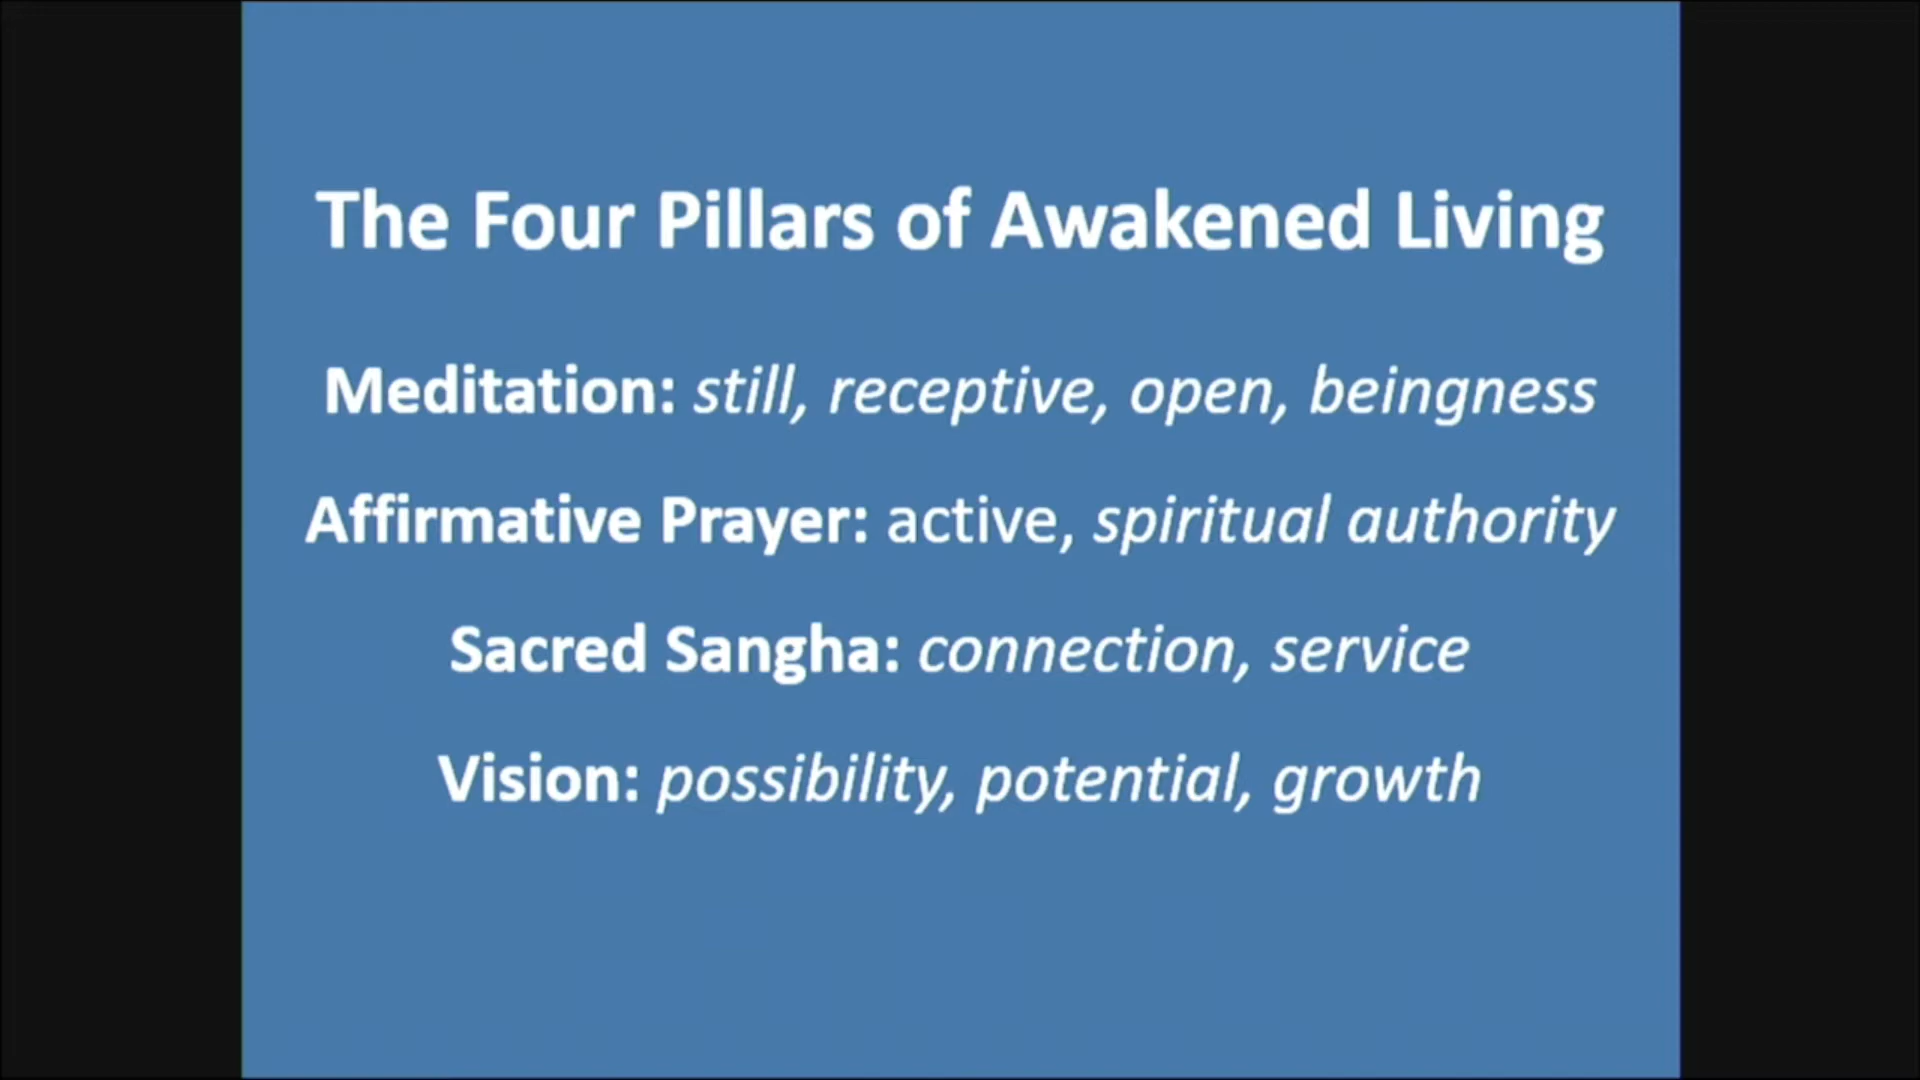 The Four Pillars of Awakened Living
Meditation: still, receptive, open, beingness
Affirmative Prayer: active, spiritual authority
Sacred Sangha: connection, service
Vision: possibility, potential, growth